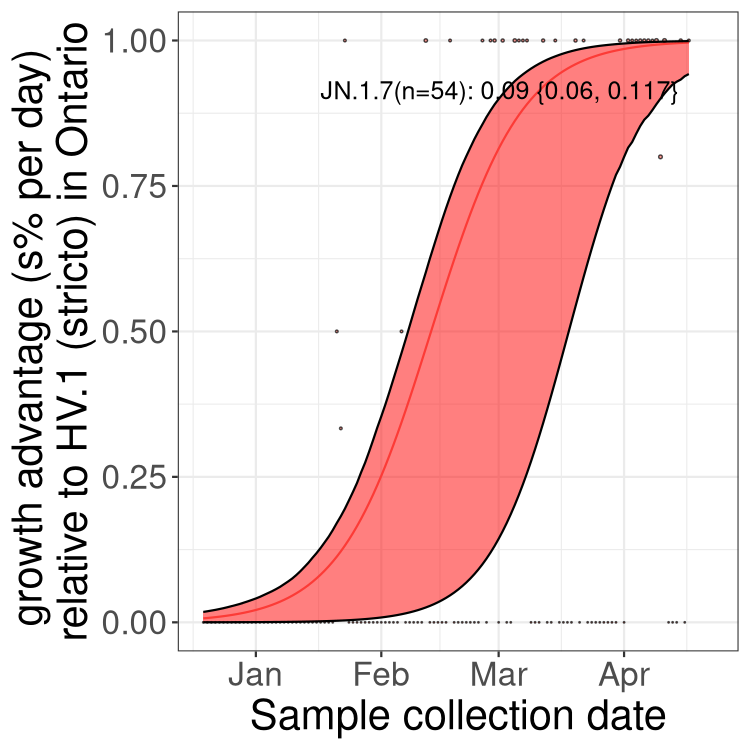 growth advantage (s% per day)
relative to HV.1 (stricto) in Ontario
1.00
0.75
0.50
0.25
0.00
JN.1.7(n=54): 0.09 {0.06, 0.117}
Jan Feb Mar Apr
Sample collection date